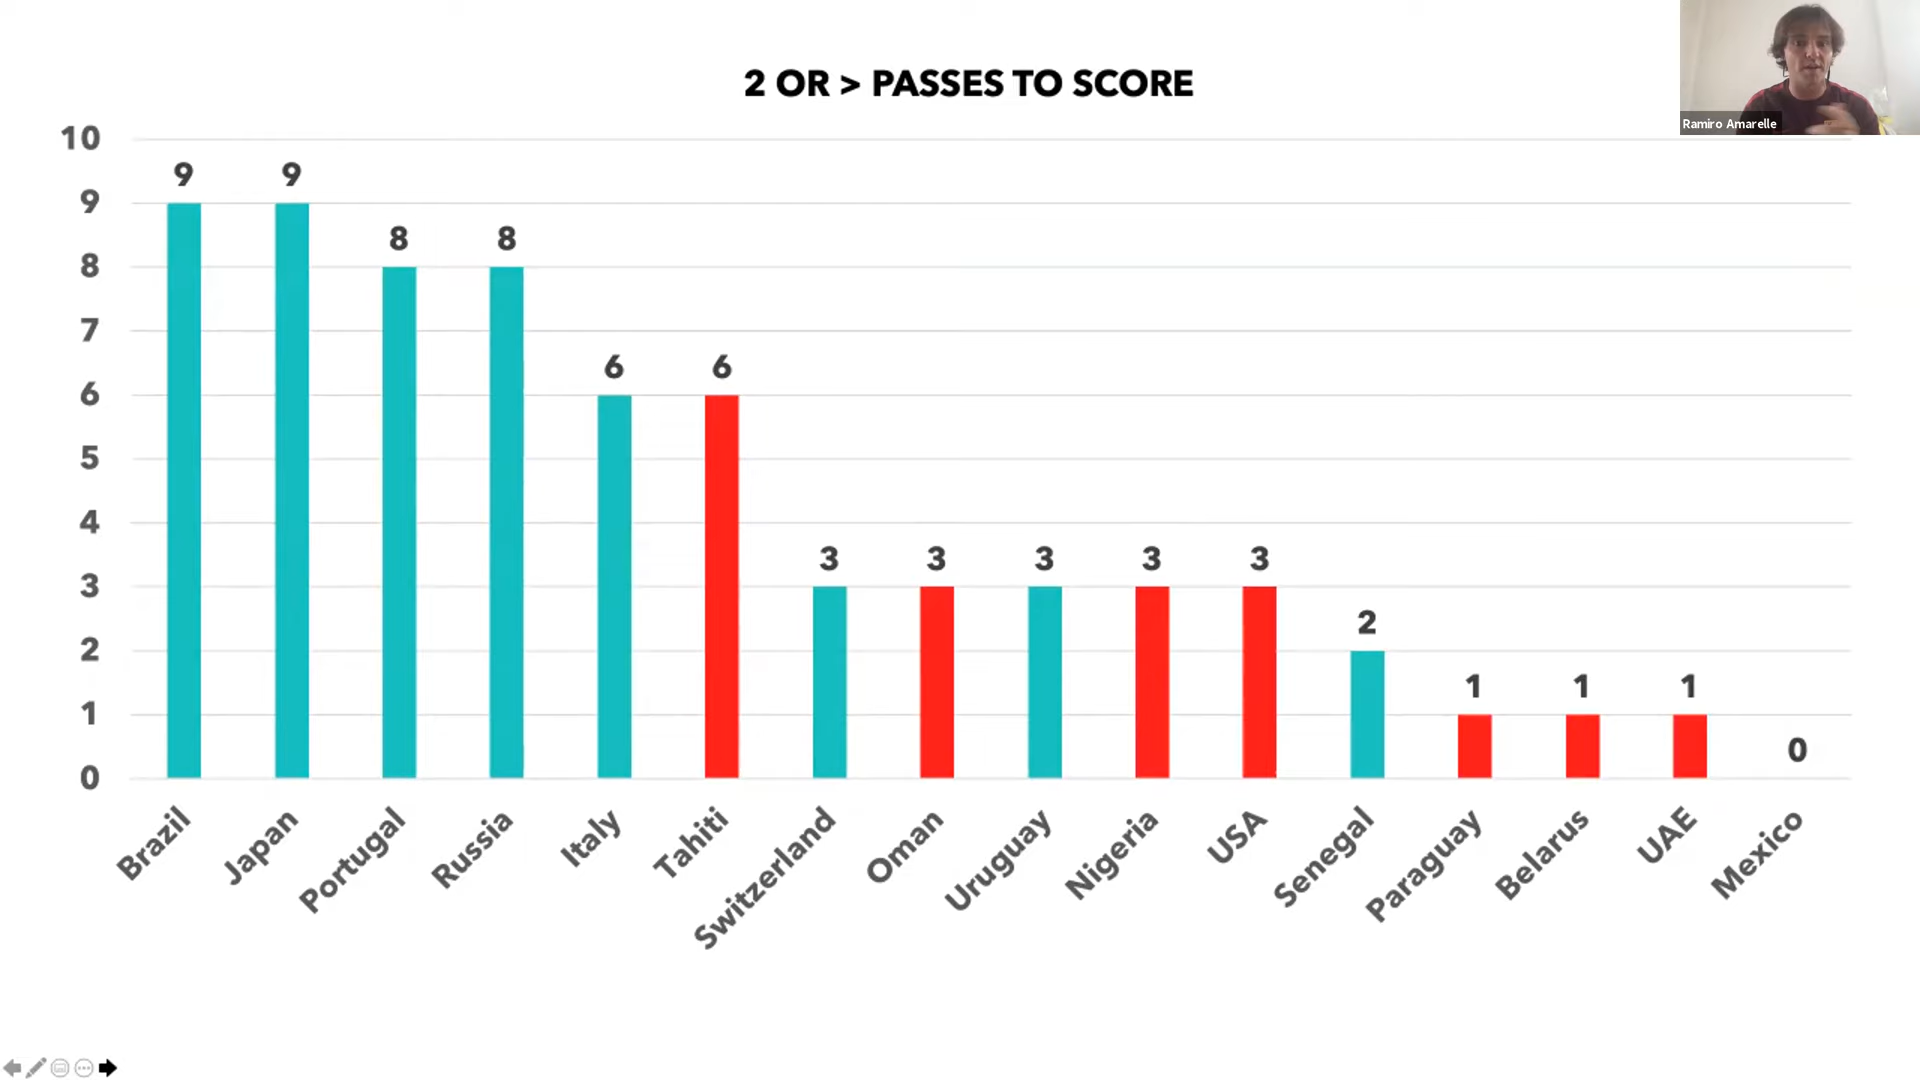 2 OR > PASSES TO SCORE
Ramiro Amarelle
10
9
8
7
6
5
4
3
2
1
0
9 9 8 8 6 6 3 3 3 3 3 2 1 1 1 0
Brazil
Japan
Portugal
Russia
Italy
Tahiti
Switzerland
Oman
Uruguay
Nigeria
USA
Senegal
Paraguay
Belarus
UAE
Mexico